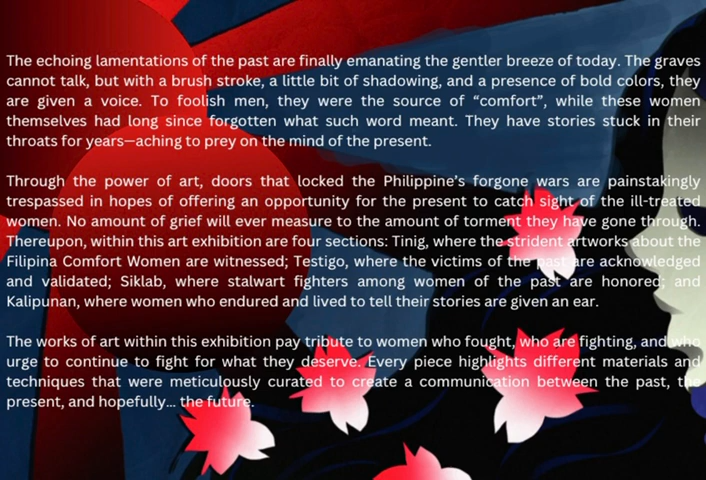 The echoing lamentations of the past are finally emanating the gentler breeze of today. The graves
cannot talk, but with a brush stroke, a little bit of shadowing, and a presence of bold colors, they
are given a voice. To foolish men, they were the source of “comfort”, while these women
themselves had long since forgotten what such word meant. They have stories stuck in their
throats for years—aching to prey on the mind of the present.
Through the power of art, doors that locked the Philippine’s forgone wars are painstakingly
trespassed in hopes of offering an opportunity for the present to catch sight of the ill-treated
women. No amount of grief will ever measure to the amount of torment they have gone through.
Thereupon, within this art exhibition are four sections: Tinig, where the strident artworks about the
Filipina Comfort Women are witnessed; Testigo, where the victims of the past are acknowledged
and validated; Siklab, where stalwart fighters among women of the past are honored; and
Kalipunan, where women who endured and lived to tell their stories are given an ear.
The works of art within this exhibition pay tribute to women who fought, who are fighting, and who
urge to continue to fight for what they deserve. Every piece highlights different materials and
techniques that were meticulously curated to create a communication between the past, the
present, and hopefully... the future.